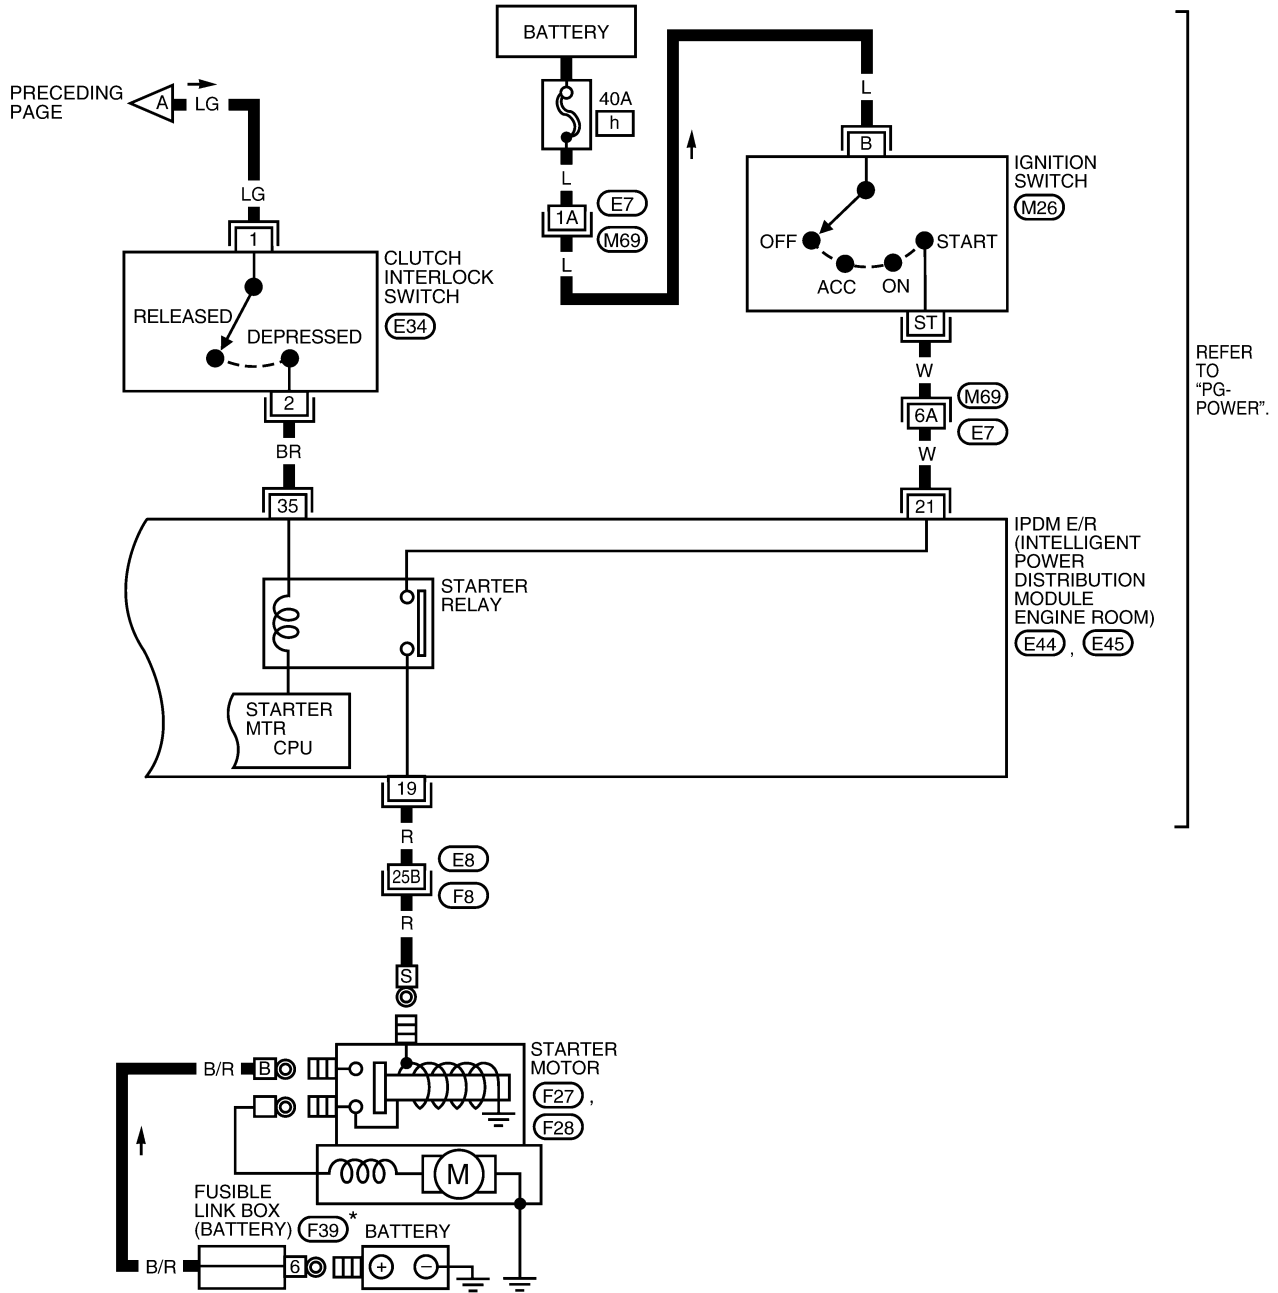 BATTERY
PRECEDING
PAGE
A
LG
40A
h
L
L
B
IGNITION
SWITCH
M26
LG
1
1A
E7
M69
L
OFF
START
ACC
ON
CLUTCH
INTERLOCK
SWITCH
E34
RELEASED
DEPRESSED
ST
2
W
BR
6A
M69
E7
W
REFER
TO
“PG-
POWER”.
35
21
IPDM E/R
(INTELLIGENT
POWER
DISTRIBUTION
MODULE
ENGINE ROOM)
E44 , E45
STARTER
RELAY
STARTER
MTR
CPU
19
R
25B
E8
F8
R
S
STARTER
MOTOR
F27 ,
F28
B/R
B
M
FUSIBLE
LINK BOX
(BATTERY)
F39 *
BATTERY
B/R
6
+
−